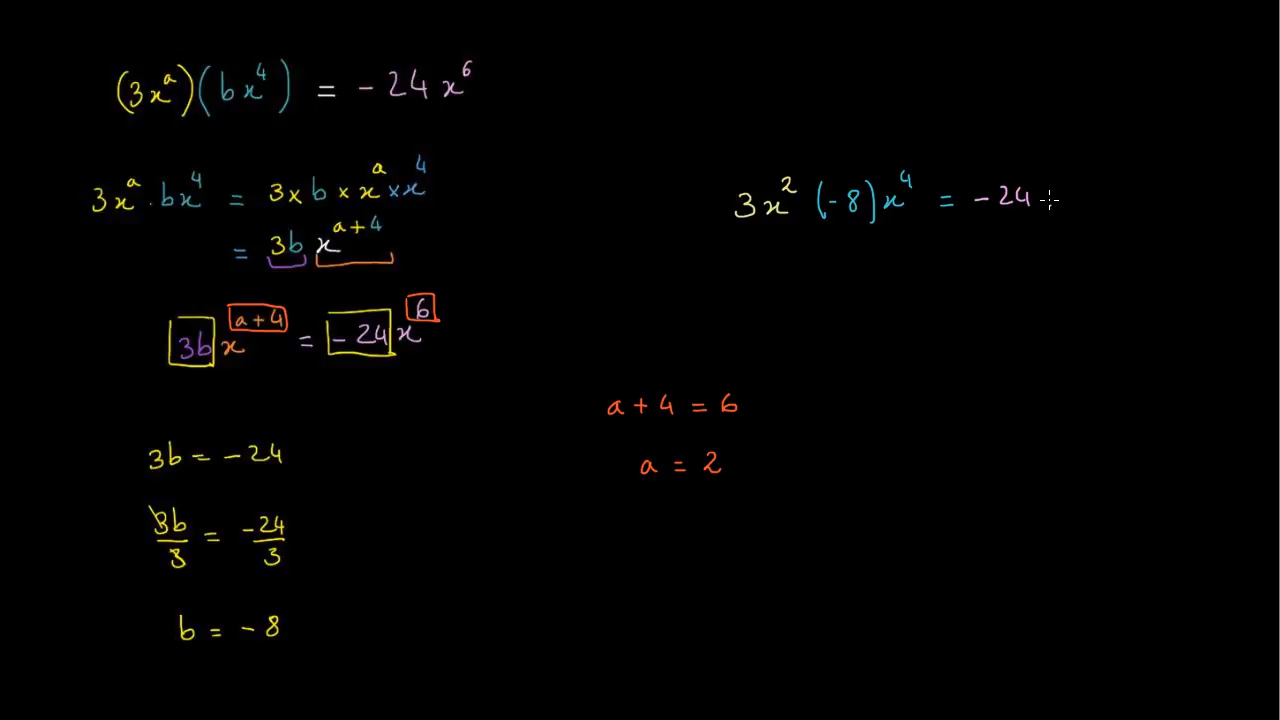 (3x^a)(bx^4) = -24x^6
3x^a · bx^4 = 3 × b × x^a × x^4
= 3b x^{a+4}
3b x^{a+4} = -24x^6
3b = -24
3b/3 = -24/3
b = -8
3x^2 (-8)x^4 = -24
a + 4 = 6
a = 2